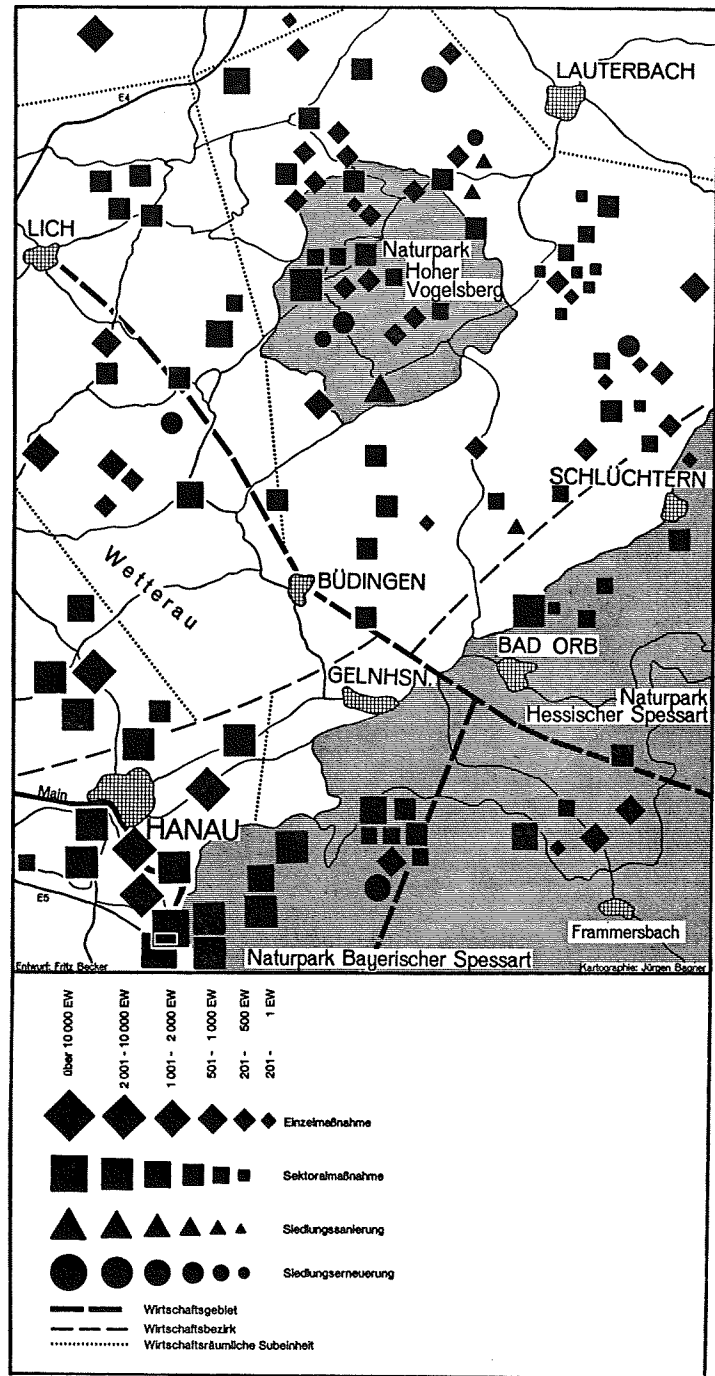 E4
LAUTERBACH
LICH
Naturpark
Hoher
Vogelsberg
SCHLÜCHTERN
Wetterau
BÜDINGEN
BAD ORB
GELNHSN.
Naturpark
Hessischer Spessart
Main
HANAU
E5
Frammersbach
Naturpark Bayerischer Spessart
Entwurf: Fritz Becker
Kartographie: Jürgen Bagner
über 10 000 EW
2 001 - 10 000 EW
1 001 - 2 000 EW
501 - 1 000 EW
201 - 500 EW
201 - 1 EW
Einzelmaßnahme
Sektoralmaßnahme
Siedlungssanierung
Siedlungserneuerung
Wirtschaftsgebiet
Wirtschaftsbezirk
Wirtschaftsräumliche Subeinheit